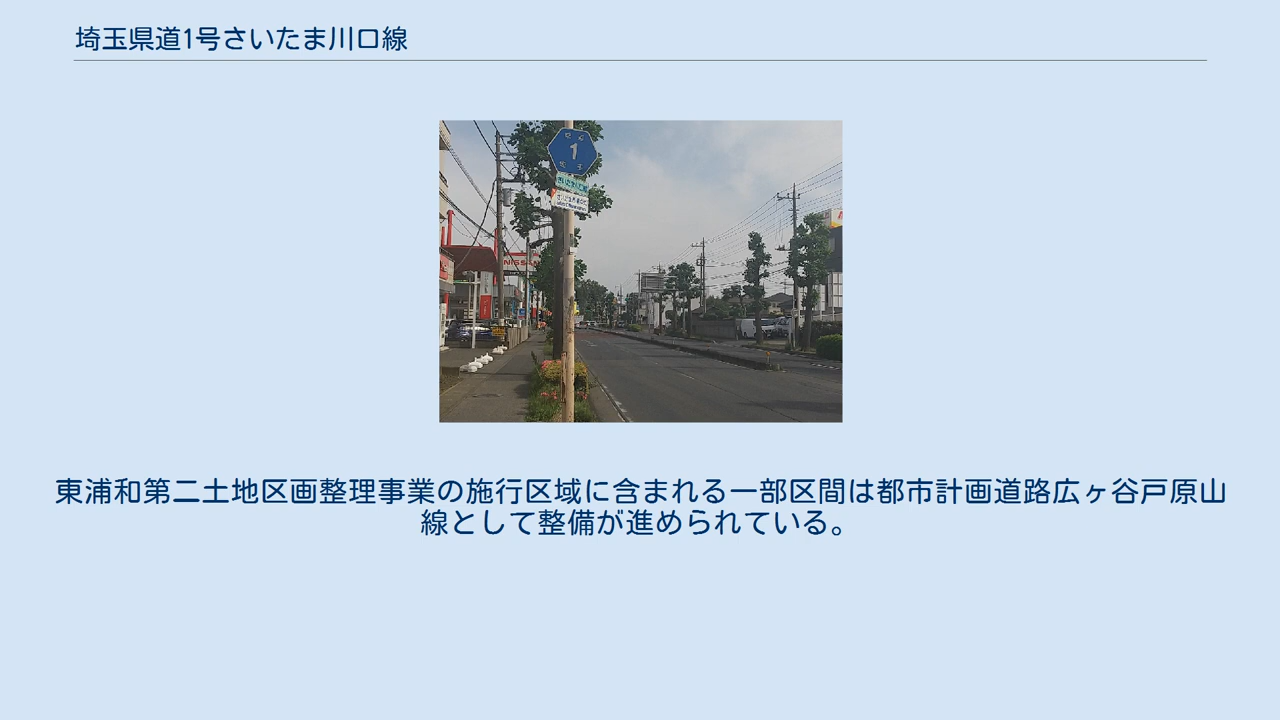 埼玉県道1号さいたま川口線
1
NISSAN
東浦和第二土地区画整理事業の施行区域に含まれる一部区間は都市計画道路広ヶ谷戸原山
線として整備が進められている。